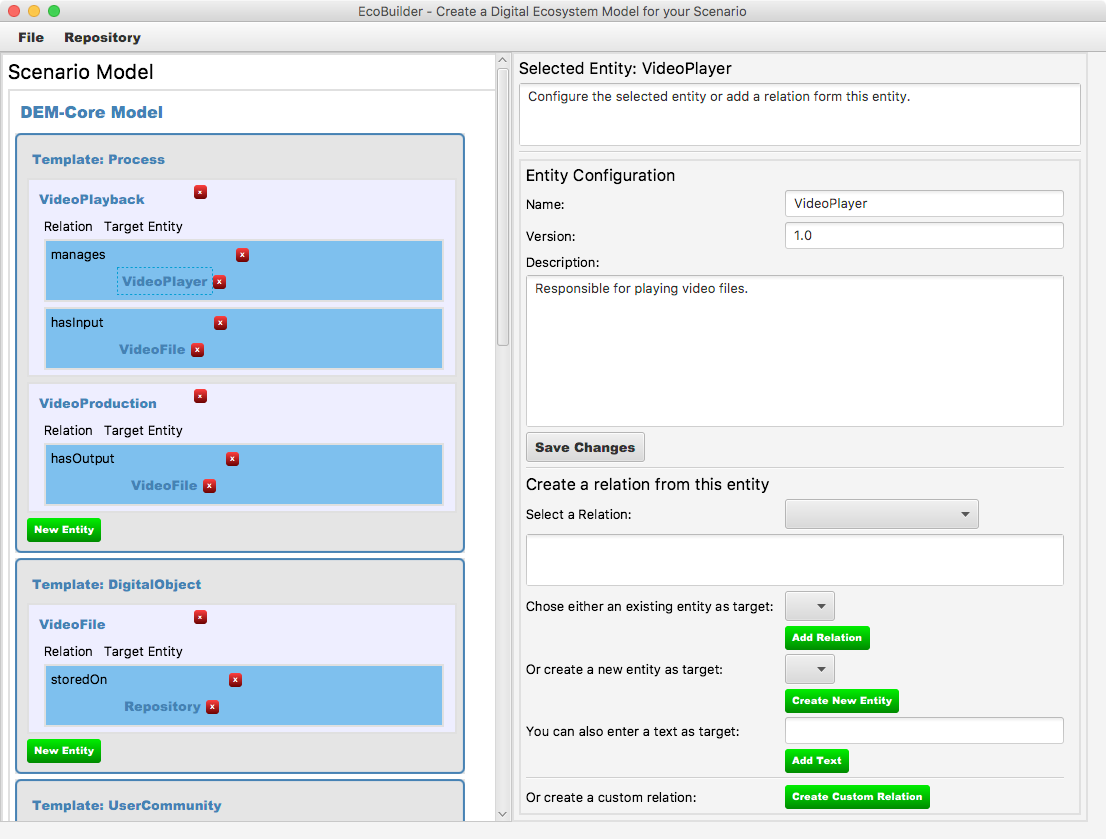 EcoBuilder - Create a Digital Ecosystem Model for your Scenario
File Repository
Scenario Model
DEM-Core Model
Template: Process
VideoPlayback x
Relation Target Entity
manages x
VideoPlayer x
hasInput x
VideoFile x
VideoProduction x
Relation Target Entity
hasOutput x
VideoFile x
New Entity
Template: DigitalObject
VideoFile x
Relation Target Entity
storedOn x
Repository x
New Entity
Template: UserCommunity
Selected Entity: VideoPlayer
Configure the selected entity or add a relation form this entity.
Entity Configuration
Name: VideoPlayer
Version: 1.0
Description:
Responsible for playing video files.
Save Changes
Create a relation from this entity
Select a Relation:
Chose either an existing entity as target:
Add Relation
Or create a new entity as target:
Create New Entity
You can also enter a text as target:
Add Text
Or create a custom relation: Create Custom Relation